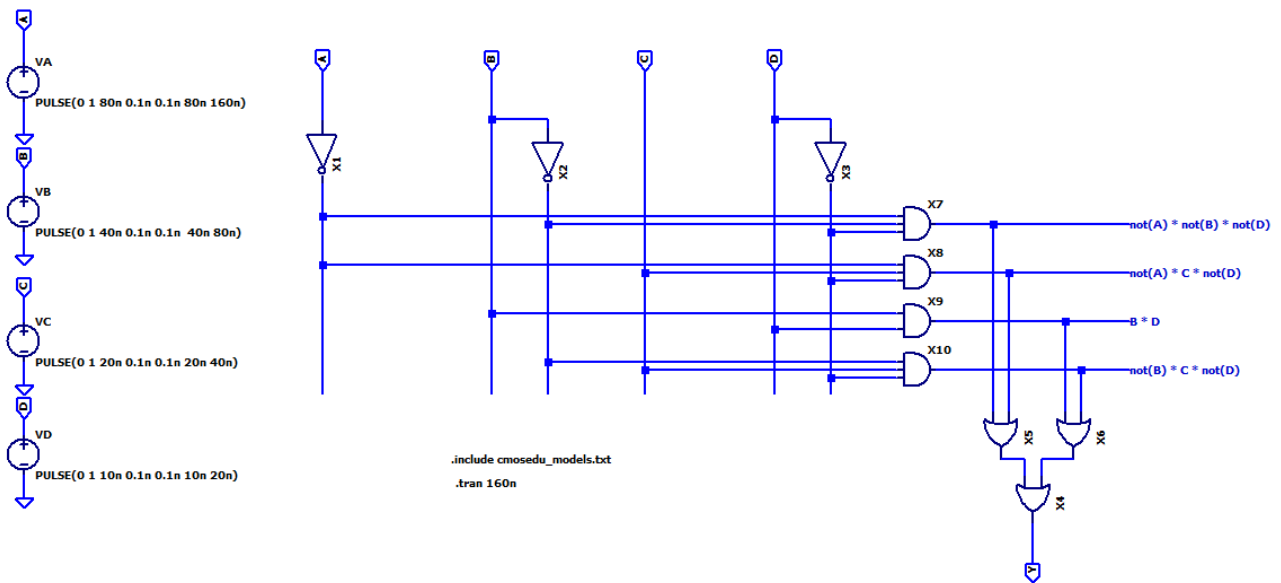 A
VA
PULSE(0 1 80n 0.1n 0.1n 80n 160n)
B
VB
PULSE(0 1 40n 0.1n 0.1n 40n 80n)
C
VC
PULSE(0 1 20n 0.1n 0.1n 20n 40n)
D
VD
PULSE(0 1 10n 0.1n 0.1n 10n 20n)
A
B
C
D
X1
X2
X3
X7
not(A) * not(B) * not(D)
X8
not(A) * C * not(D)
X9
B * D
X10
not(B) * C * not(D)
X5
X6
X4
Y
.include cmosedu_models.txt
.tran 160n